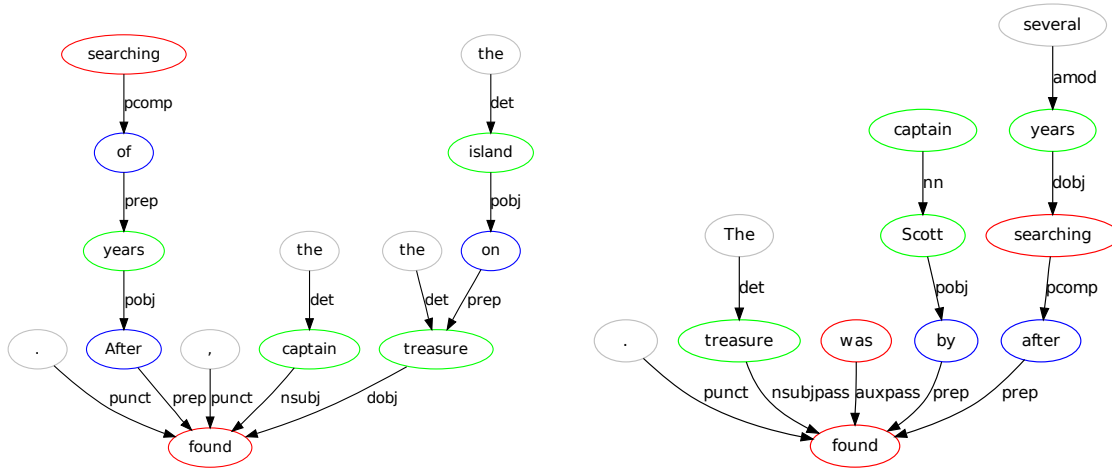 several
searching
the
amod
pcomp
det
captain
years
of
island
nn
dobj
prep
pobj
The
Scott
searching
years
the
the
on
det
pobj
pcomp
pobj
det
det
prep
.
After
,
captain
treasure
.
treasure
was
by
after
punct
prep
punct
nsubj
dobj
punct
nsubjpass
auxpass
prep
prep
found
found